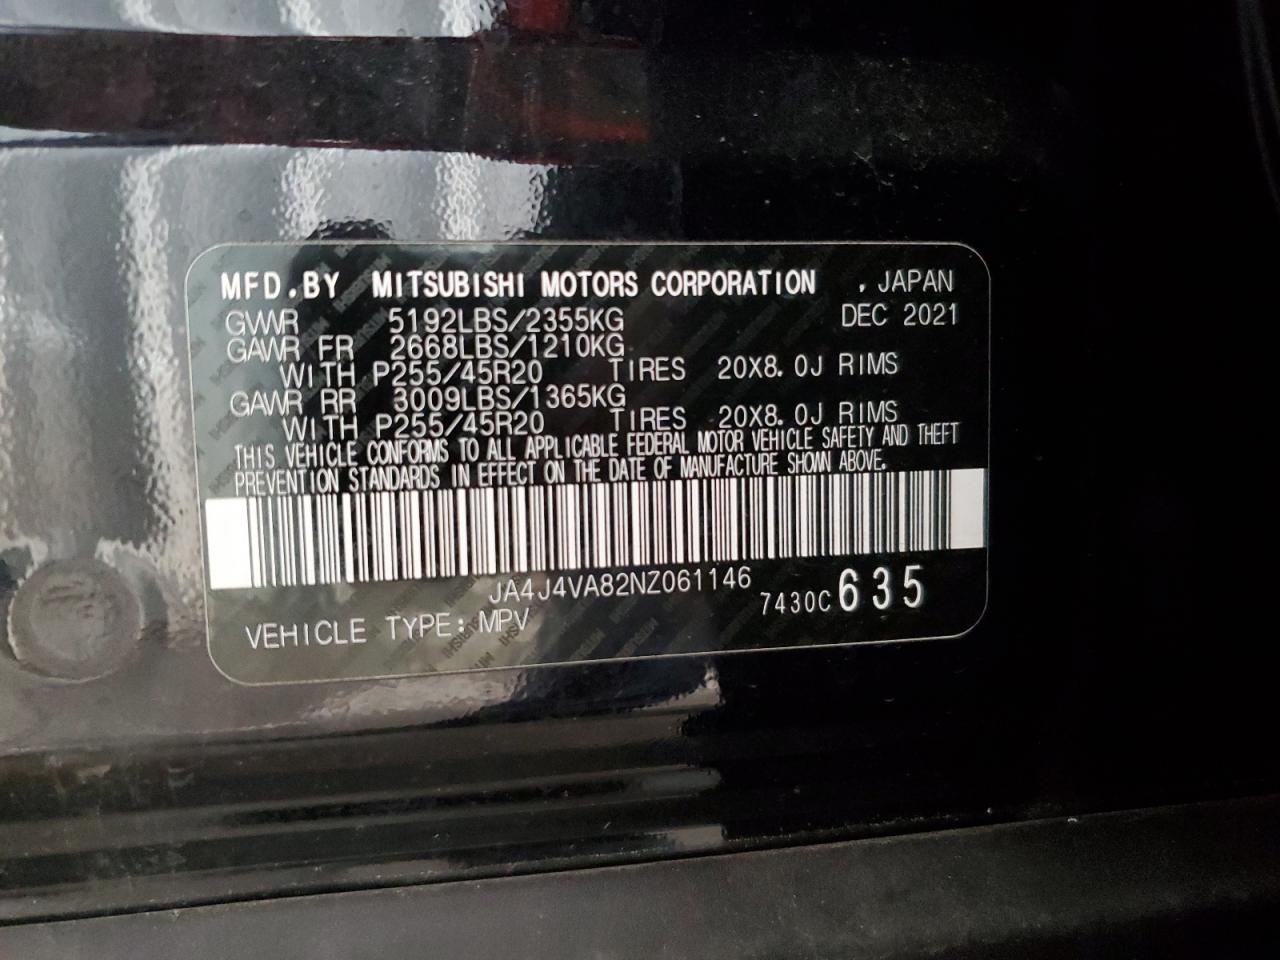 MFD.BY MITSUBISHI MOTORS CORPORATION , JAPAN
GVWR 5192LBS/2355KG DEC 2021
GAWR FR 2668LBS/1210KG
WITH P255/45R20 TIRES 20X8.0J RIMS
GAWR RR 3009LBS/1365KG
WITH P255/45R20 TIRES 20X8.0J RIMS
THIS VEHICLE CONFORMS TO ALL APPLICABLE FEDERAL MOTOR VEHICLE SAFETY AND THEFT
PREVENTION STANDARDS IN EFFECT ON THE DATE OF MANUFACTURE SHOWN ABOVE.
JA4J4VA82NZ061146 7430C 635
VEHICLE TYPE: MPV